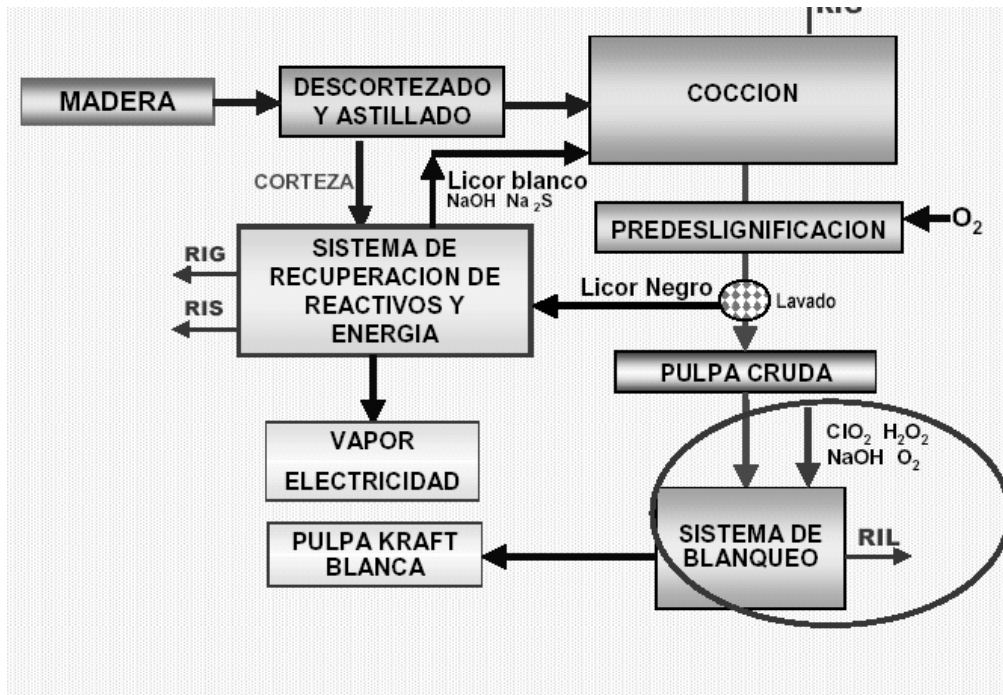 MADERA
DESCORTEZADO
Y ASTILLADO
COCCION
CORTEZA
Licor blanco
NaOH Na₂S
PREDESLIGNIFICACION
O₂
RIG
RIS
SISTEMA DE
RECUPERACION DE
REACTIVOS Y
ENERGIA
Licor Negro
Lavado
PULPA CRUDA
VAPOR
ELECTRICIDAD
ClO₂ H₂O₂
NaOH O₂
PULPA KRAFT
BLANCA
SISTEMA DE
BLANQUEO
RIL